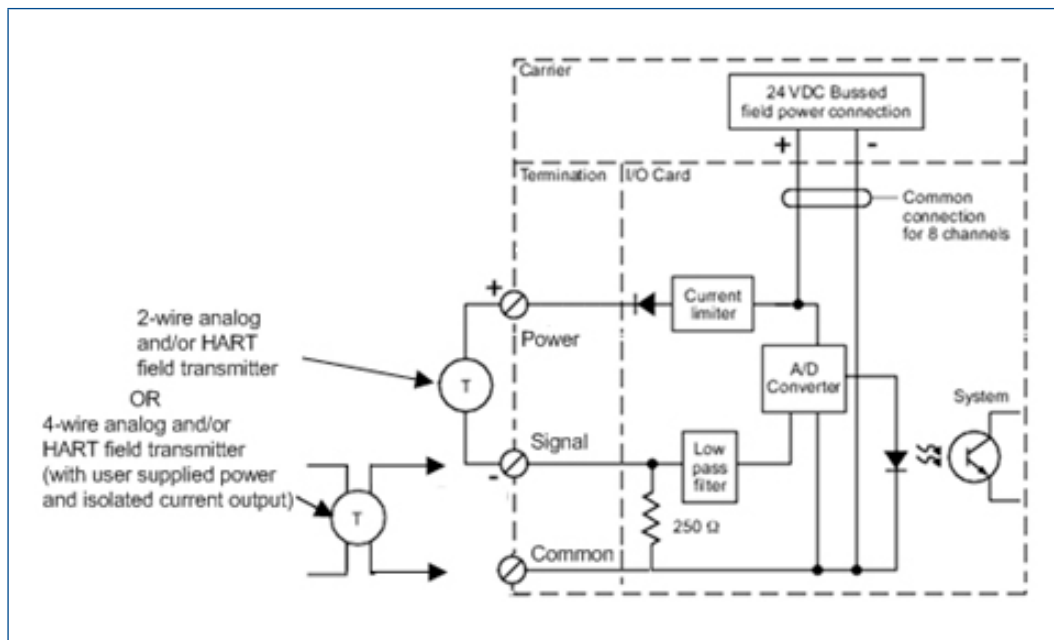 Carrier
24 VDC Bussed
field power connection
+
-
Termination
I/O Card
Common
connection
for 8 channels
+
Current
limiter
Power
2-wire analog
and/or HART
field transmitter
OR
4-wire analog and/or
HART field transmitter
(with user supplied power
and isolated current output)
T
A/D
Converter
System
Signal
-
Low
pass
filter
T
250 Ω
Common